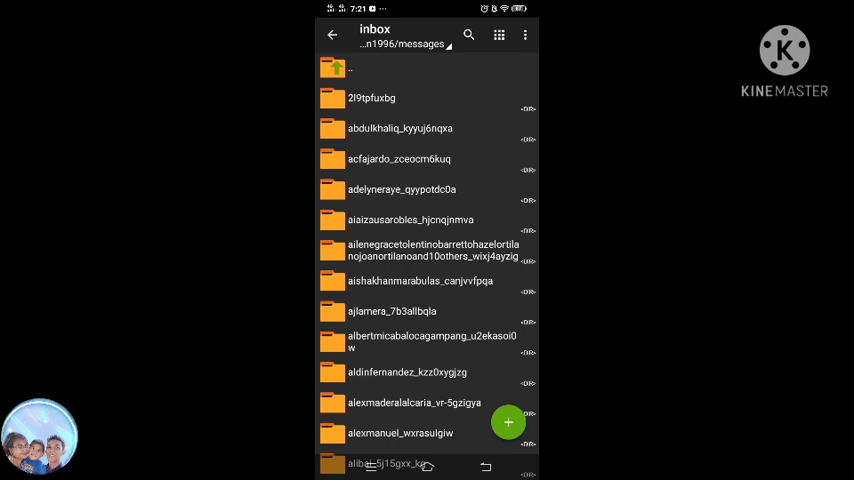 7:21
inbox
...n1996/messages
..
2l9tpfuxbg
<DIR>
abdulkhaliq_kyyuj6nqxa
<DIR>
acfajardo_zceocm6kuq
<DIR>
adelyneraye_qyypotdc0a
<DIR>
aiaizausarobles_hjcnqjnmva
<DIR>
ailenegracetolentinobarrettohazelortila
nojoanortilanoand10others_wixj4ayzig
<DIR>
aishakhanmarabulas_canjvvfpqa
<DIR>
ajlamera_7b3allbqla
<DIR>
albertmicabalocagampang_u2ekasoi0
w
<DIR>
aldinfernandez_kzz0xygjzg
<DIR>
alexmaderalalcaria_vr-5gzigya
<DIR>
alexmanuel_wxrasulgiw
<DIR>
<DIR>
K
KINEMASTER